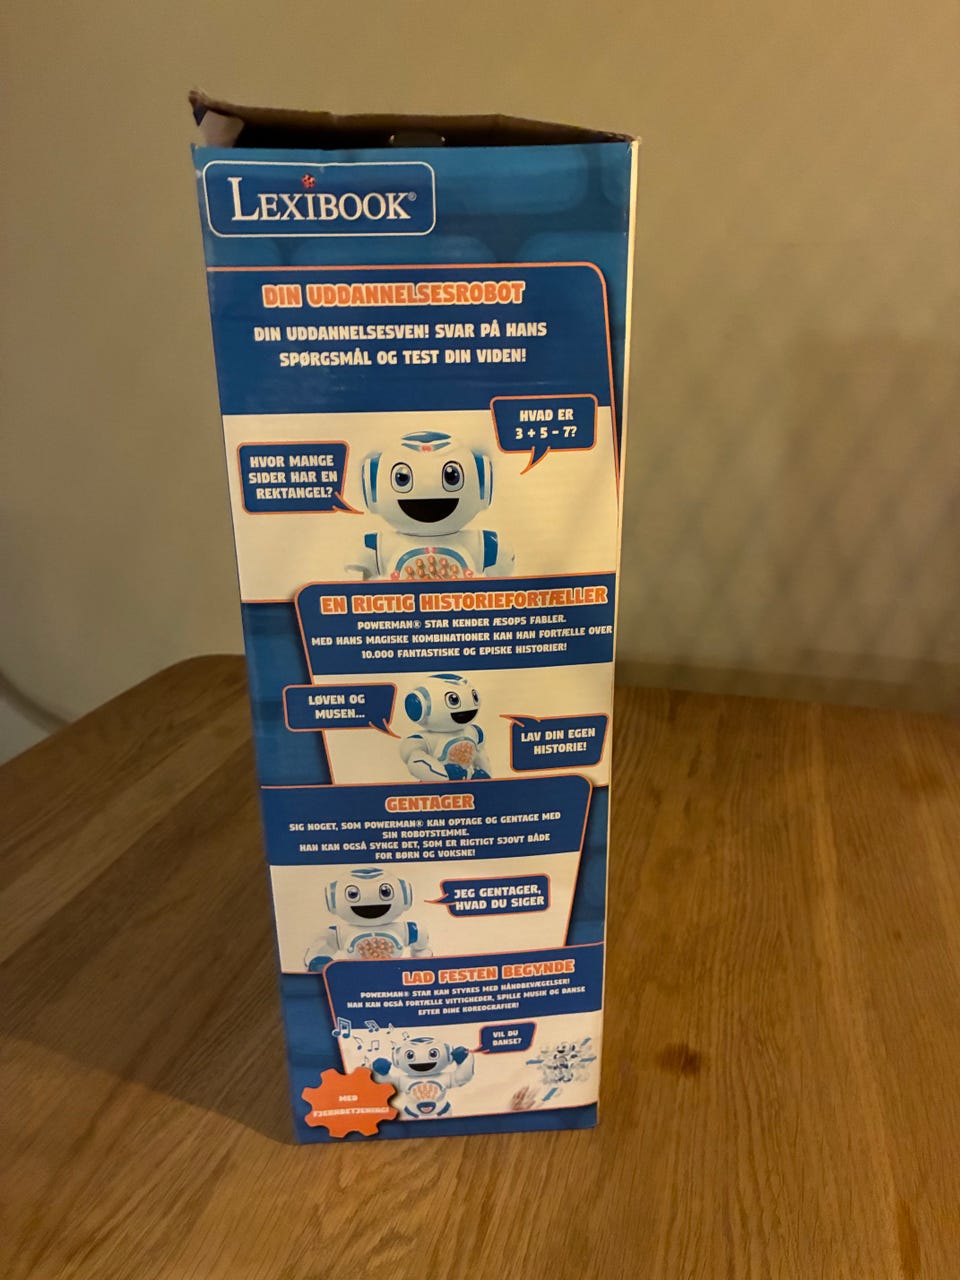 LEXIBOOK®
DIN UDDANNELSESROBOT
DIN UDDANNELSESVEN! SVAR PÅ HANS
SPØRGSMÅL OG TEST DIN VIDEN!
HVAD ER
3 + 5 - 7?
HVOR MANGE
SIDER HAR EN
REKTANGEL?
EN RIGTIG HISTORIEFORTÆLLER
POWERMAN® STAR KENDER ÆSOPS FABLER.
MED HANS MAGISKE KOMBINATIONER KAN HAN FORTÆLLE OVER
10.000 FANTASTISKE OG EPISKE HISTORIER!
LØVEN OG
MUSEN...
LAV DIN EGEN
HISTORIE!
GENTAGER
SIG NOGET, SOM POWERMAN® KAN OPTAGE OG GENTAGE MED
SIN ROBOTSTEMME.
HAN KAN OGSÅ SYNGE DET, SOM ER RIGTIGT SJOVT BÅDE
FOR BØRN OG VOKSNE!
JEG GENTAGER,
HVAD DU SIGER
LAD FESTEN BEGYNDE
POWERMAN® STAR KAN STYRES MED HÅNDBEVÆGELSER!
HAN KAN OGSÅ FORTÆLLE VITTIGHEDER, SPILLE MUSIK OG DANSE
EFTER DINE KOREOGRAFIER!
VIL DU
DANSE?
MED
FJERNBETJENING!